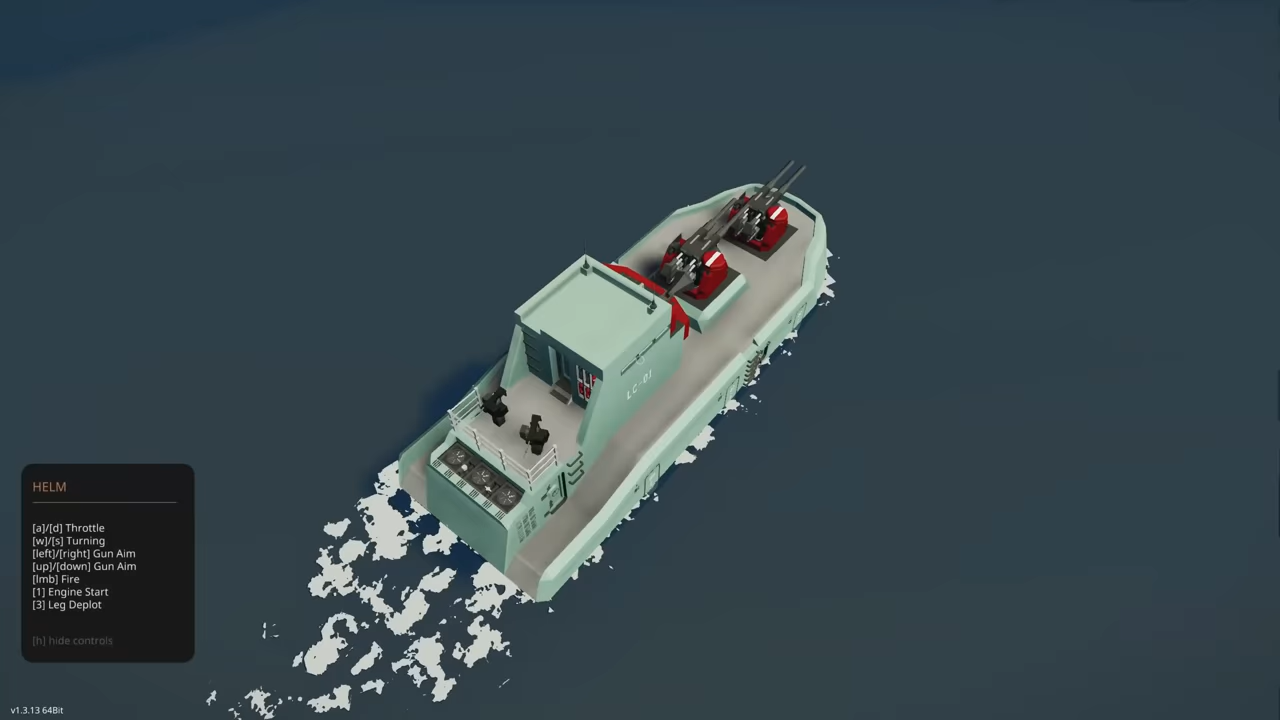 LC-01
HELM
[a]/[d] Throttle
[w]/[s] Turning
[left]/[right] Gun Aim
[up]/[down] Gun Aim
[lmb] Fire
[1] Engine Start
[3] Leg Deplot
[h] hide controls
v1.3.13 64Bit